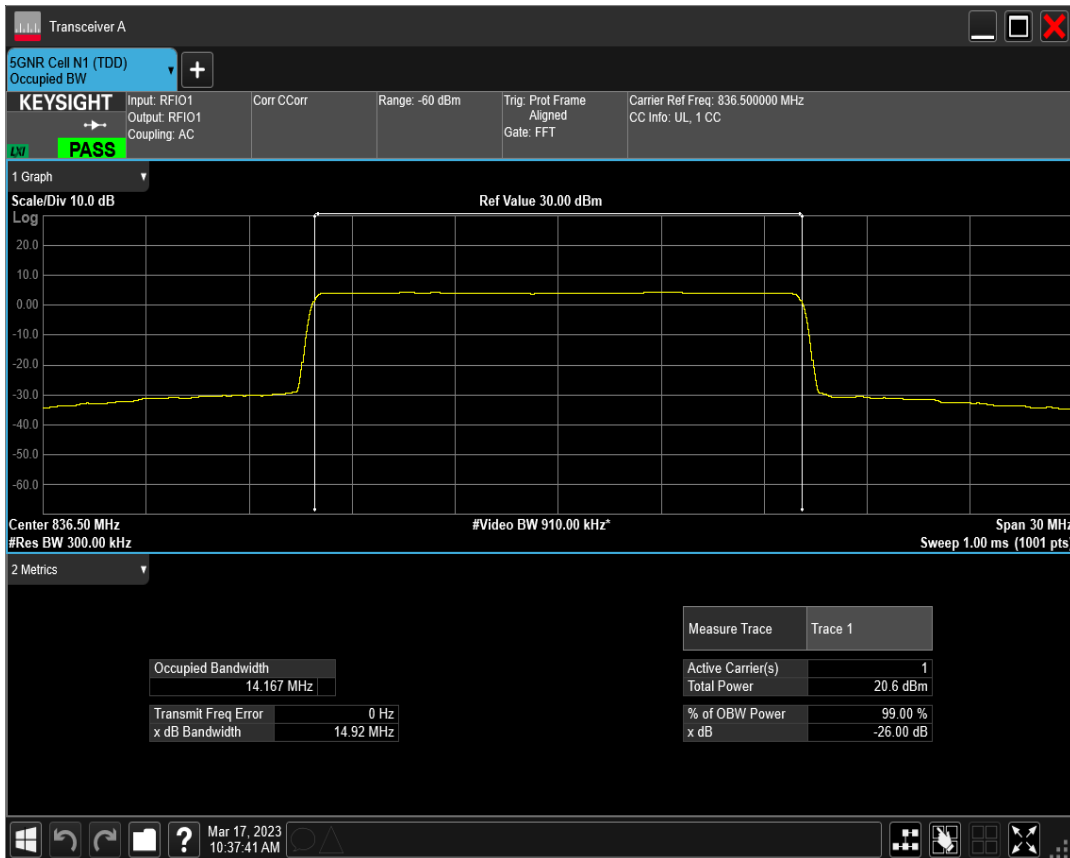 Transceiver A
5GNR Cell N1 (TDD)
Occupied BW
+
KEYSIGHT
LXI
PASS
Input: RFIO1
Output: RFIO1
Coupling: AC
Corr CCorr
Range: -60 dBm
Trig: Prot Frame
Aligned
Gate: FFT
Carrier Ref Freq: 836.500000 MHz
CC Info: UL, 1 CC
1 Graph
Scale/Div 10.0 dB
Ref Value 30.00 dBm
Log
20.0
10.0
0.00
-10.0
-20.0
-30.0
-40.0
-50.0
-60.0
Center 836.50 MHz
#Video BW 910.00 kHz*
Span 30 MHz
#Res BW 300.00 kHz
Sweep 1.00 ms (1001 pts)
2 Metrics
Measure Trace Trace 1
Occupied Bandwidth
14.167 MHz
Transmit Freq Error 0 Hz
x dB Bandwidth 14.92 MHz
Active Carrier(s) 1
Total Power 20.6 dBm
% of OBW Power 99.00 %
x dB -26.00 dB
?
Mar 17, 2023
10:37:41 AM